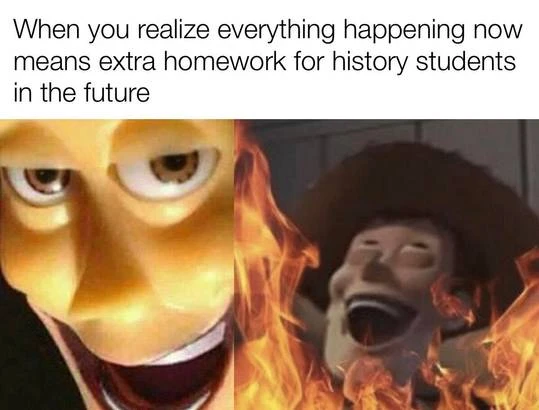 When you realize everything happening now
means extra homework for history students
in the future